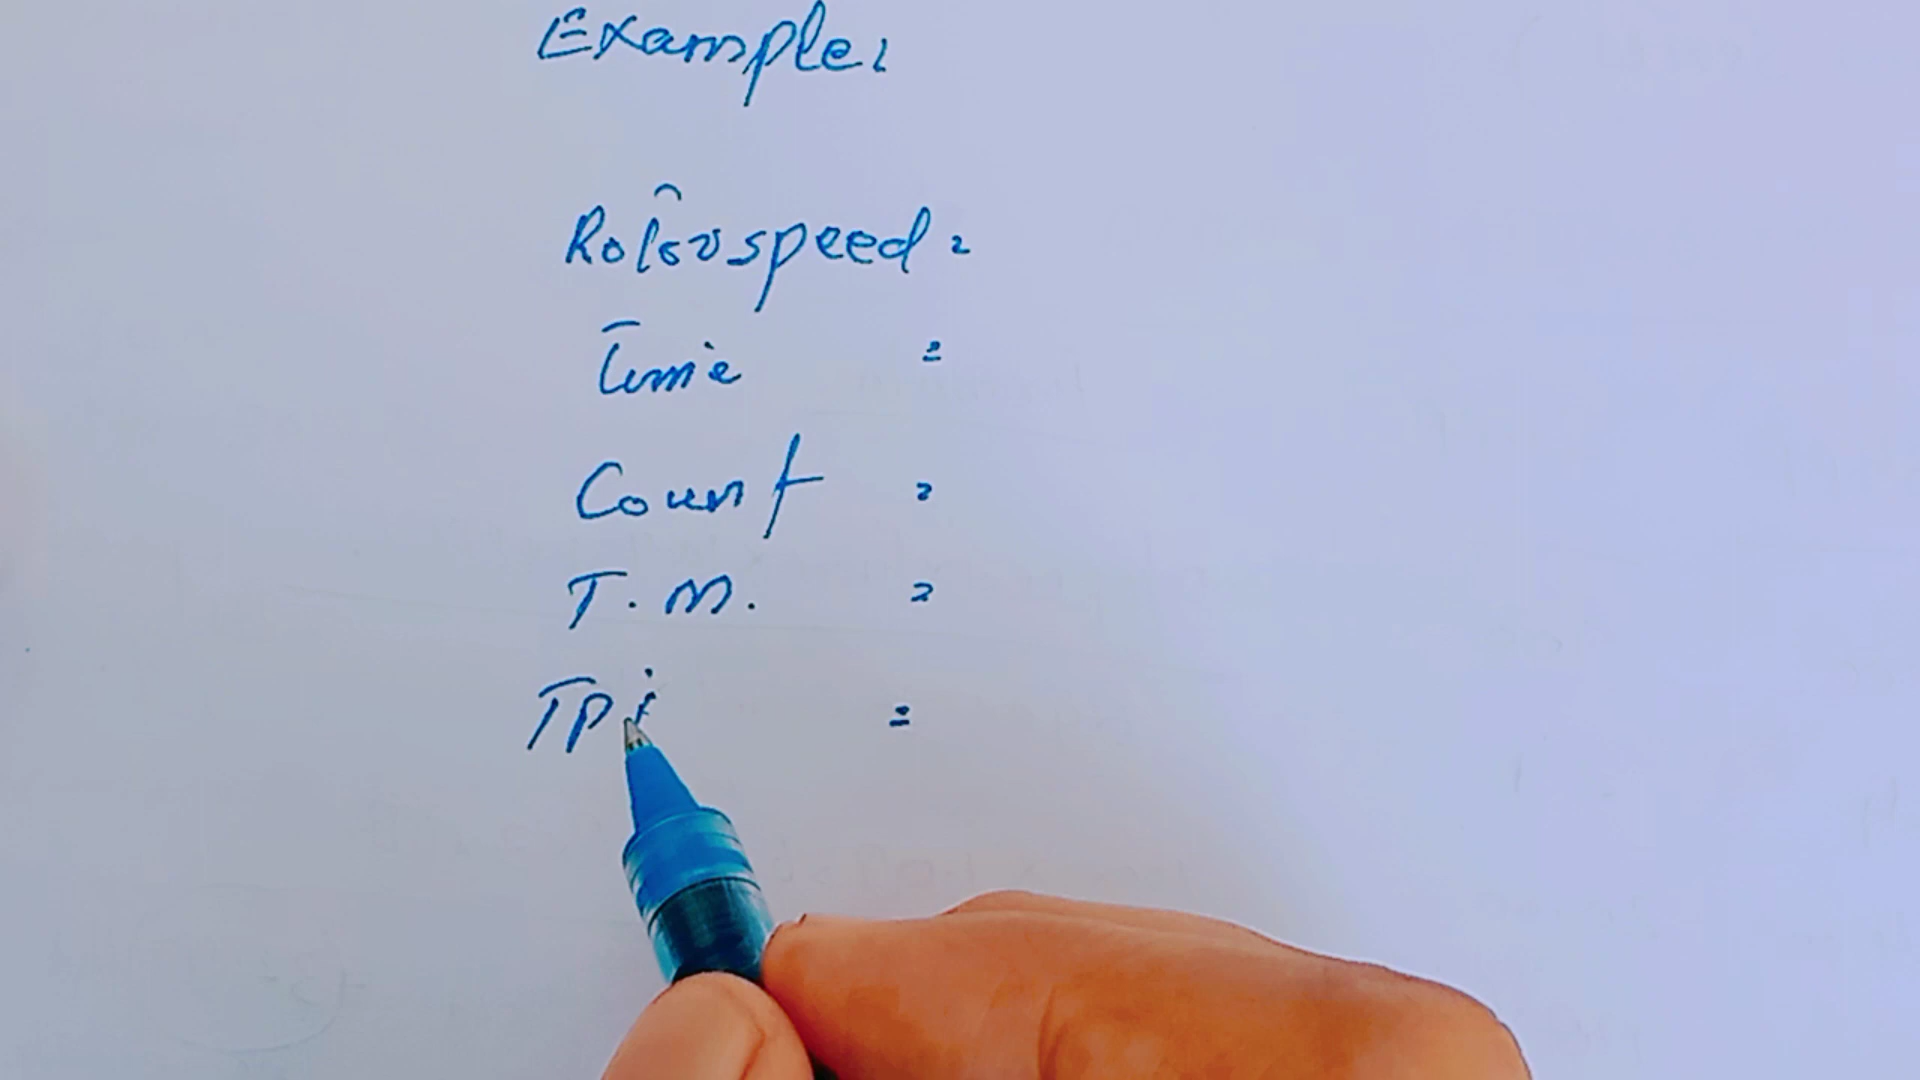 Example:
Rotorspeed =
Time =
Count =
T.M. =
TPi =